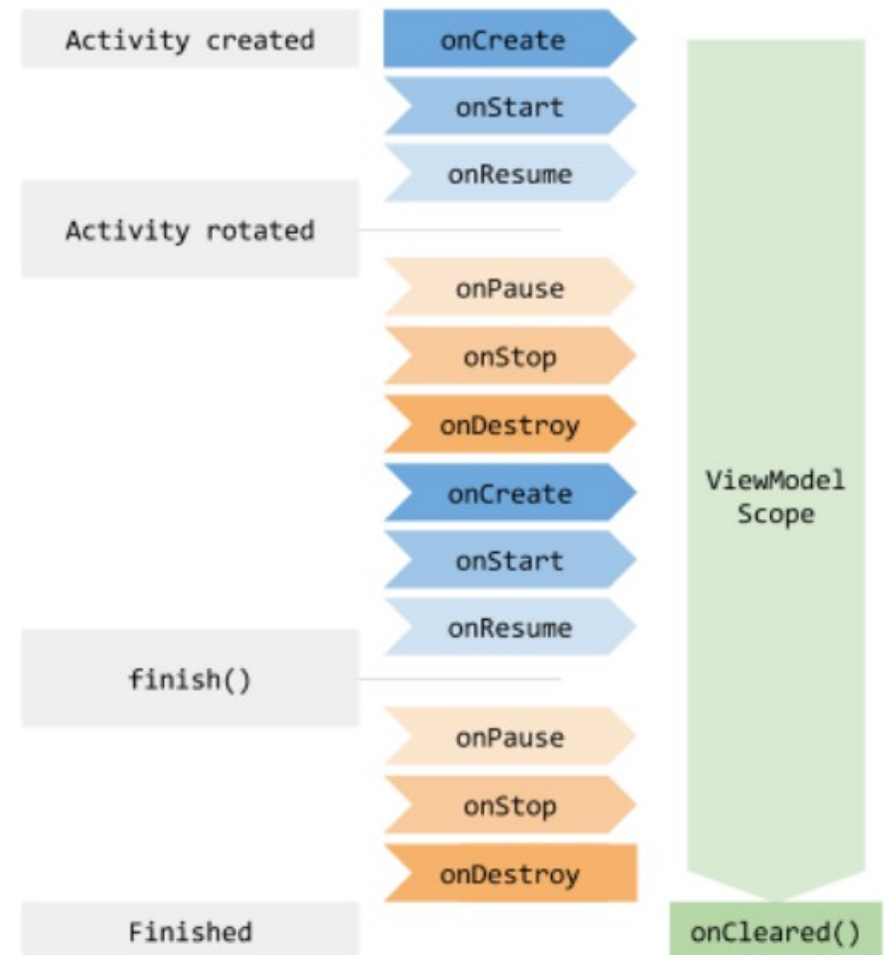 Activity created
onCreate
onStart
onResume
Activity rotated
onPause
onStop
onDestroy
onCreate
ViewModel
Scope
onStart
onResume
finish()
onPause
onStop
onDestroy
Finished
onCleared()